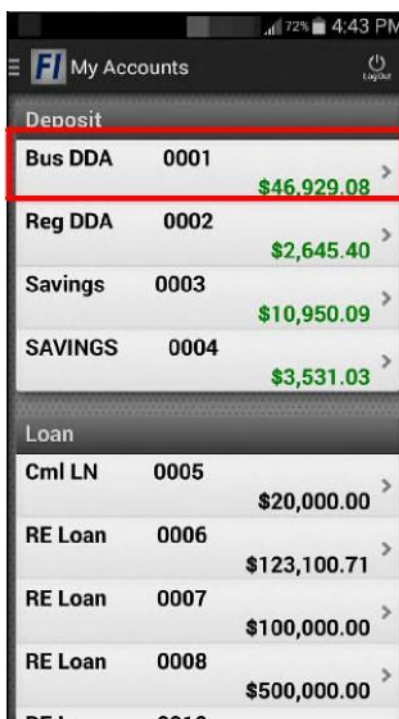 72% 4:43 PM
FI My Accounts
Log Out
Deposit
Bus DDA 0001
$46,929.08
Reg DDA 0002
$2,645.40
Savings 0003
$10,950.09
SAVINGS 0004
$3,531.03
Loan
Cml LN 0005
$20,000.00
RE Loan 0006
$123,100.71
RE Loan 0007
$100,000.00
RE Loan 0008
$500,000.00